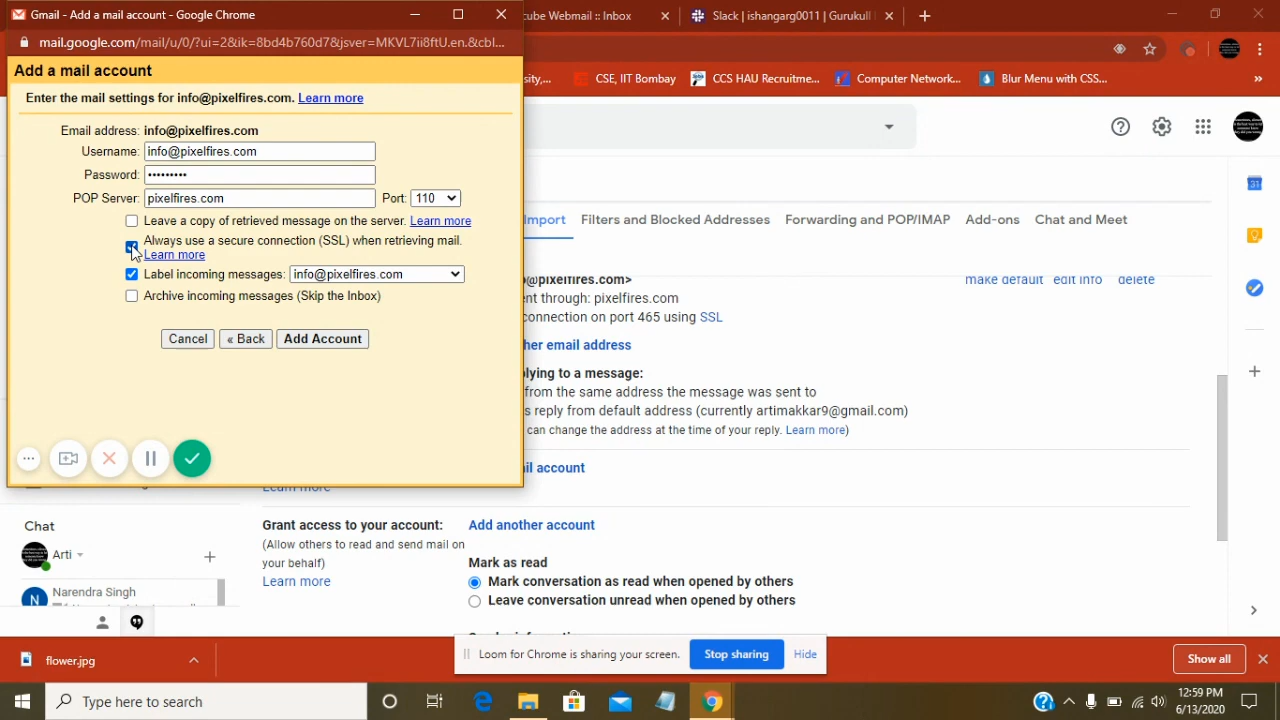 Gmail - Add a mail account - Google Chrome
cube Webmail :: Inbox
Slack | ishangarg0011 | Gurukull
mail.google.com/mail/u/0/?ui=2&ik=8bd4b760d7&jsver=MKVL7ii8ftU.en.&cbl...
sity,...
CSE, IIT Bombay
CCS HAU Recruitme...
Computer Network...
Blur Menu with CSS...
»
Add a mail account
Enter the mail settings for info@pixelfires.com. Learn more
Email address: info@pixelfires.com
Username: info@pixelfires.com
Password: •••••••••
POP Server: pixelfires.com Port: 110
Leave a copy of retrieved message on the server. Learn more
Always use a secure connection (SSL) when retrieving mail.
Learn more
Label incoming messages: info@pixelfires.com
Archive incoming messages (Skip the Inbox)
Cancel « Back Add Account
Import Filters and Blocked Addresses Forwarding and POP/IMAP Add-ons Chat and Meet
@pixelfires.com>
make default edit info delete
nt through: pixelfires.com
connection on port 465 using SSL
her email address
plying to a message:
from the same address the message was sent to
s reply from default address (currently artimakkar9@gmail.com)
can change the address at the time of your reply. Learn more)
il account
Learn more
Grant access to your account:
(Allow others to read and send mail on
your behalf)
Learn more
Add another account
Mark as read
Mark conversation as read when opened by others
Leave conversation unread when opened by others
Chat
Arti
N
Narendra Singh
31
Loom for Chrome is sharing your screen. Stop sharing Hide
flower.jpg
Show all
Type here to search
12:59 PM
6/13/2020